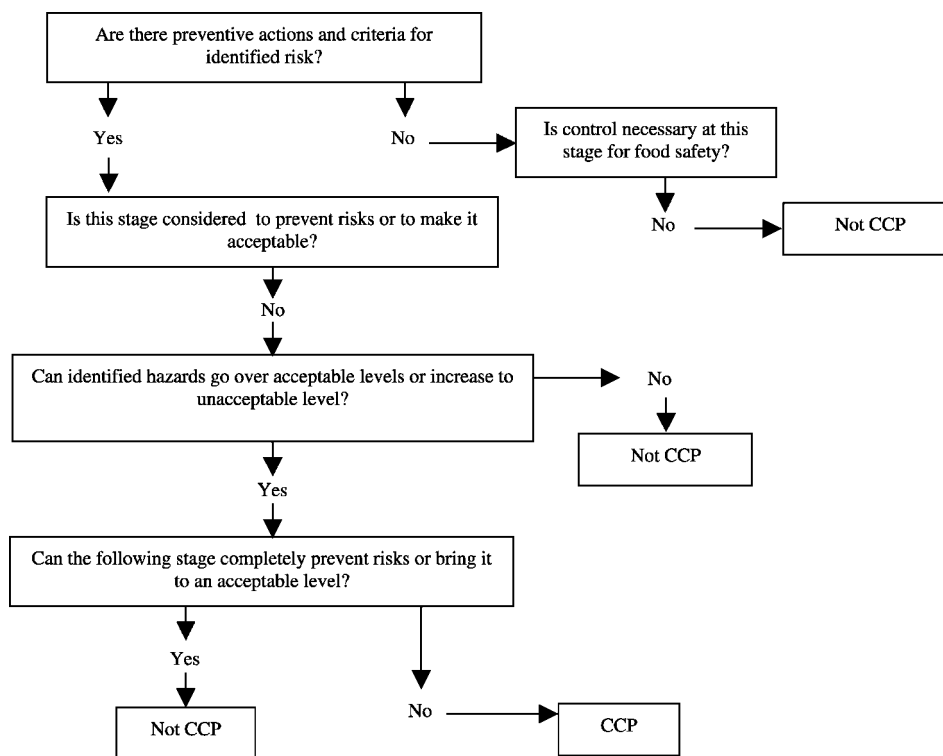 Are there preventive actions and criteria for
identified risk?
Yes
No
Is control necessary at this
stage for food safety?
No
Not CCP
Is this stage considered to prevent risks or to make it
acceptable?
No
Can identified hazards go over acceptable levels or increase to
unacceptable level?
No
Not CCP
Yes
Can the following stage completely prevent risks or bring it
to an acceptable level?
Yes
Not CCP
No
CCP